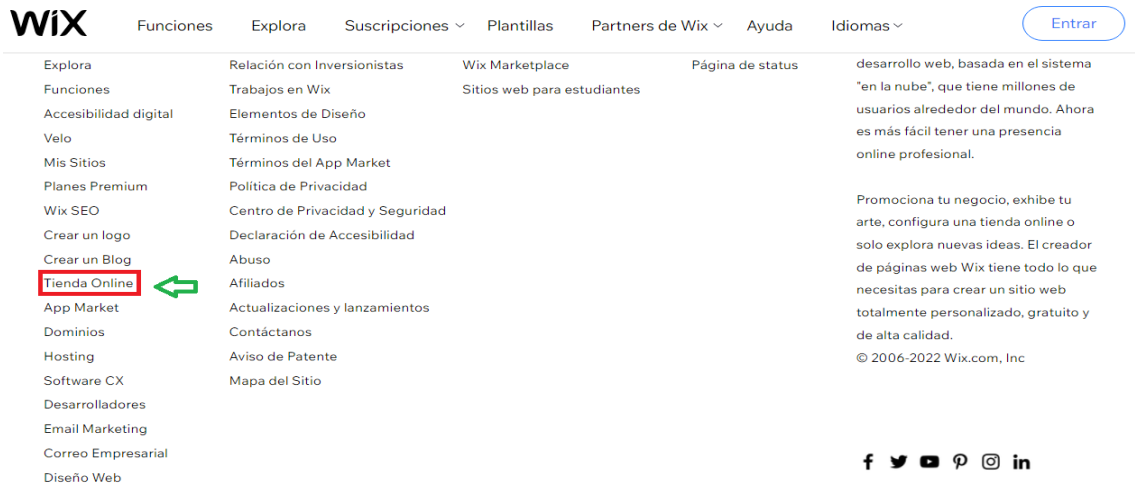 WiX
Funciones
Explora
Suscripciones
Plantillas
Partners de Wix
Ayuda
Idiomas
Entrar
Explora
Funciones
Accesibilidad digital
Velo
Mis Sitios
Planes Premium
Wix SEO
Crear un logo
Crear un Blog
Tienda Online
App Market
Dominios
Hosting
Software CX
Desarrolladores
Email Marketing
Correo Empresarial
Diseño Web
Relación con Inversionistas
Trabajos en Wix
Elementos de Diseño
Términos de Uso
Términos del App Market
Política de Privacidad
Centro de Privacidad y Seguridad
Declaración de Accesibilidad
Abuso
Afiliados
Actualizaciones y lanzamientos
Contáctanos
Aviso de Patente
Mapa del Sitio
Wix Marketplace
Sitios web para estudiantes
Página de status
desarrollo web, basada en el sistema
"en la nube", que tiene millones de
usuarios alrededor del mundo. Ahora
es más fácil tener una presencia
online profesional.
Promociona tu negocio, exhibe tu
arte, configura una tienda online o
solo explora nuevas ideas. El creador
de páginas web Wix tiene todo lo que
necesitas para crear un sitio web
totalmente personalizado, gratuito y
de alta calidad.
© 2006-2022 Wix.com, Inc